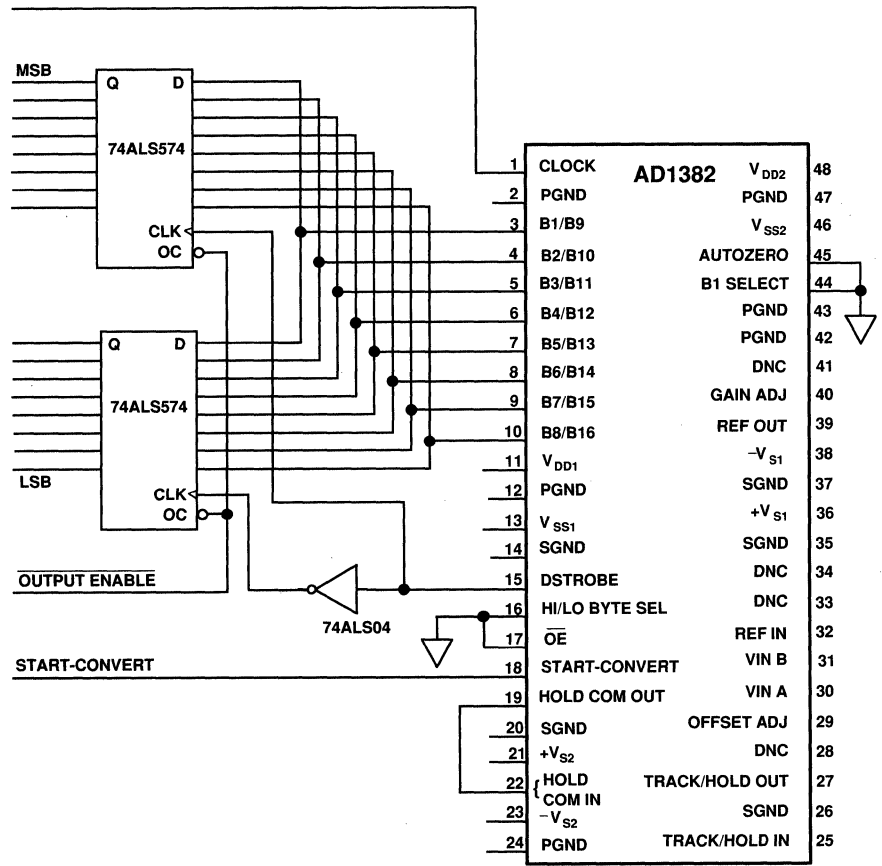 MSB
Q D
74ALS574
CLK
OC
Q D
74ALS574
LSB
CLK
OC
OUTPUT ENABLE
74ALS04
START-CONVERT
AD1382
1 CLOCK
2 PGND
3 B1/B9
4 B2/B10
5 B3/B11
6 B4/B12
7 B5/B13
8 B6/B14
9 B7/B15
10 B8/B16
11 VDD1
12 PGND
13 VSS1
14 SGND
15 DSTROBE
16 HI/LO BYTE SEL
17 OE
18 START-CONVERT
19 HOLD COM OUT
20 SGND
21 +VS2
22 { HOLD
COM IN
23 –VS2
24 PGND
VDD2 48
PGND 47
VSS2 46
AUTOZERO 45
B1 SELECT 44
PGND 43
PGND 42
DNC 41
GAIN ADJ 40
REF OUT 39
–VS1 38
SGND 37
+VS1 36
SGND 35
DNC 34
DNC 33
REF IN 32
VIN B 31
VIN A 30
OFFSET ADJ 29
DNC 28
TRACK/HOLD OUT 27
SGND 26
TRACK/HOLD IN 25